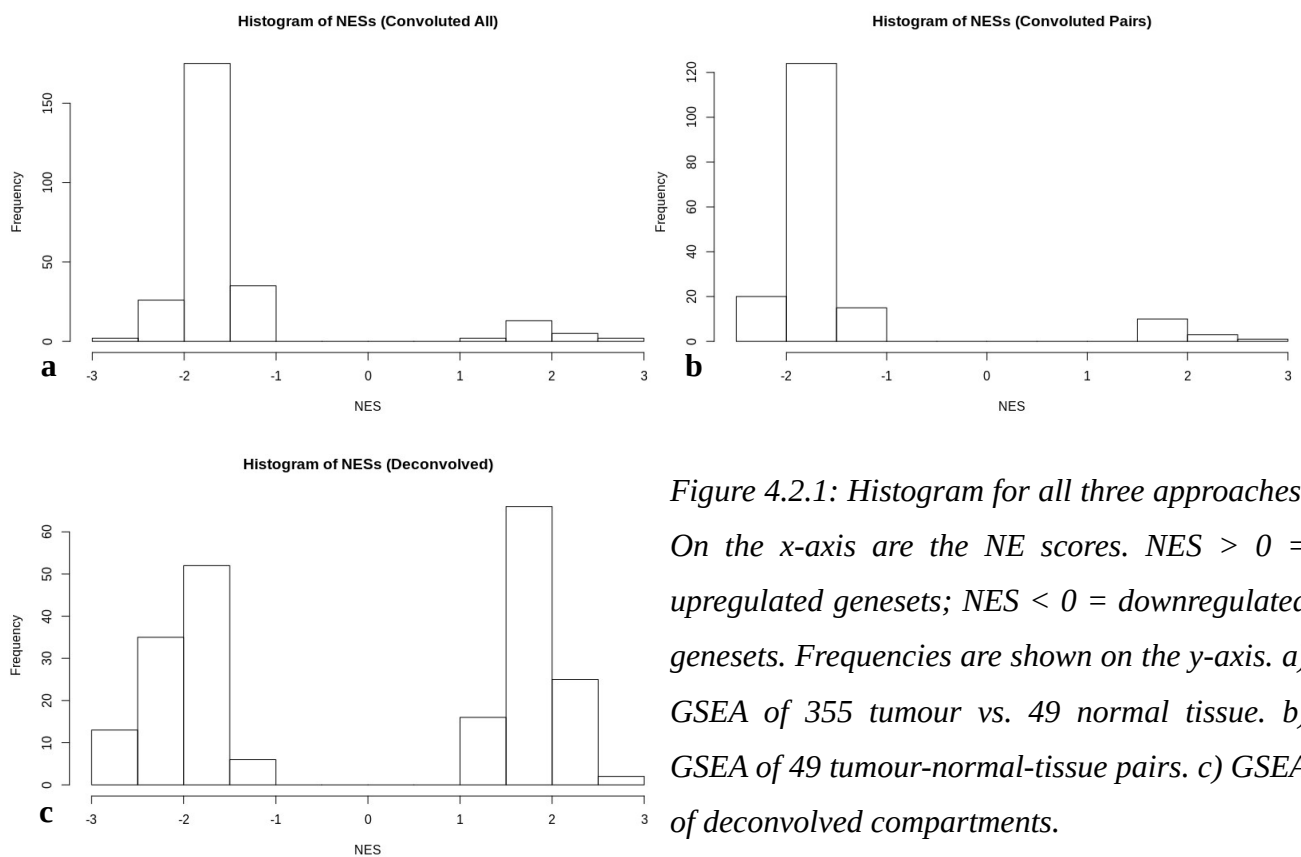 Histogram of NESs (Convoluted All)
Frequency
0
50
100
150
-3
-2
-1
0
1
2
3
NES
a
Histogram of NESs (Convoluted Pairs)
Frequency
0
20
40
60
80
100
120
-2
-1
0
1
2
3
NES
b
Histogram of NESs (Deconvolved)
Frequency
0
10
20
30
40
50
60
-3
-2
-1
0
1
2
3
NES
c
Figure 4.2.1: Histogram for all three approaches
On the x-axis are the NE scores. NES > 0 =
upregulated genesets; NES < 0 = downregulated
genesets. Frequencies are shown on the y-axis. a)
GSEA of 355 tumour vs. 49 normal tissue. b)
GSEA of 49 tumour-normal-tissue pairs. c) GSEA
of deconvolved compartments.